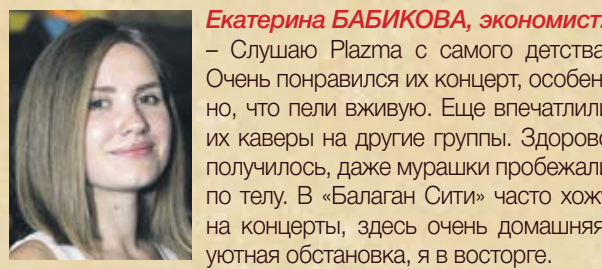 Екатерина БАБИКОВА, экономист:
– Слушаю Plazma с самого детства.
Очень понравился их концерт, особен-
но, что пели вживую. Еще впечатлили
их каверы на другие группы. Здорово
получилось, даже мурашки пробежали
по телу. В «Балаган Сити» часто хожу
на концерты, здесь очень домашняя,
уютная обстановка, я в восторге.